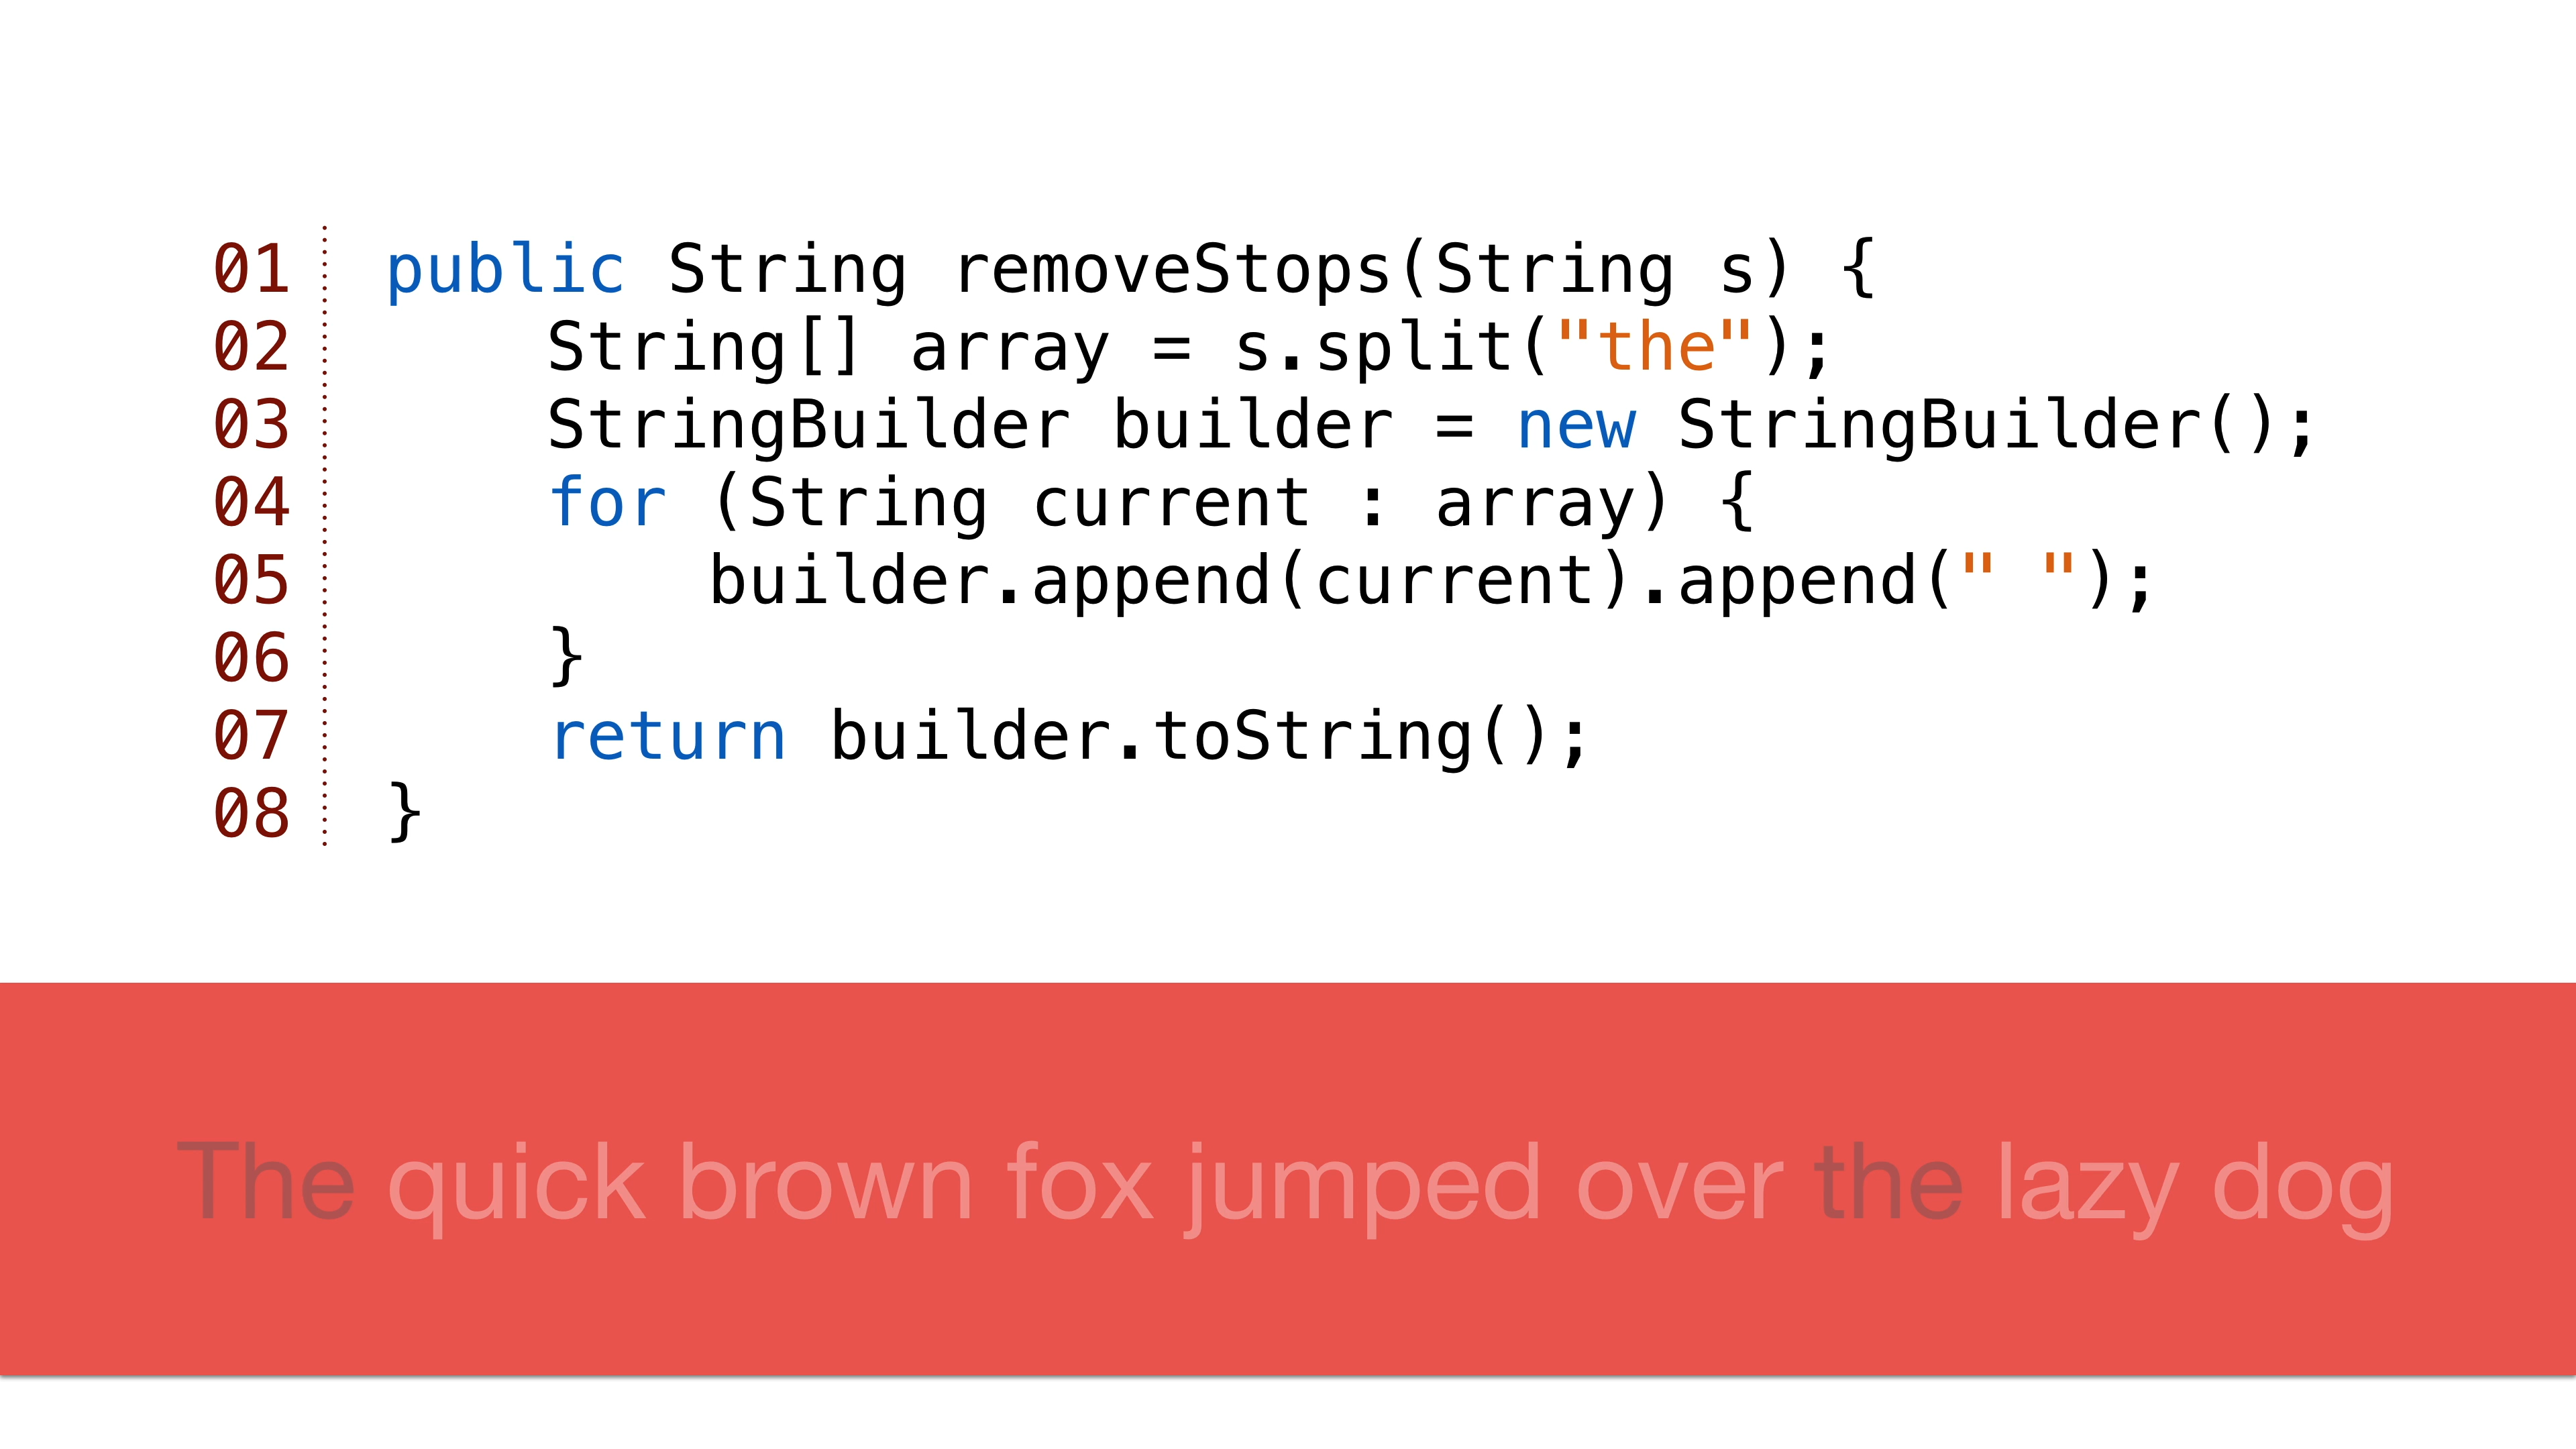 01 public String removeStops(String s) {
02 String[] array = s.split("the");
03 StringBuilder builder = new StringBuilder();
04 for (String current : array) {
05 builder.append(current).append(" ");
06 }
07 return builder.toString();
08 }
The quick brown fox jumped over the lazy dog